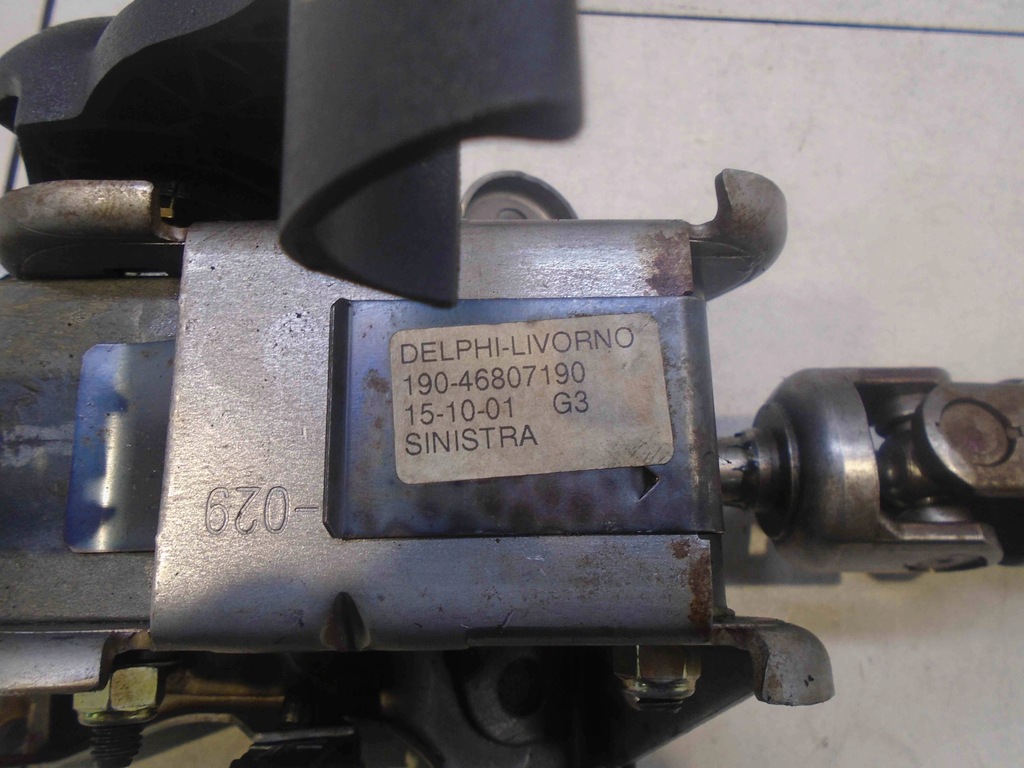 DELPHI-LIVORNO
190-46807190
15-10-01 G3
SINISTRA
-029